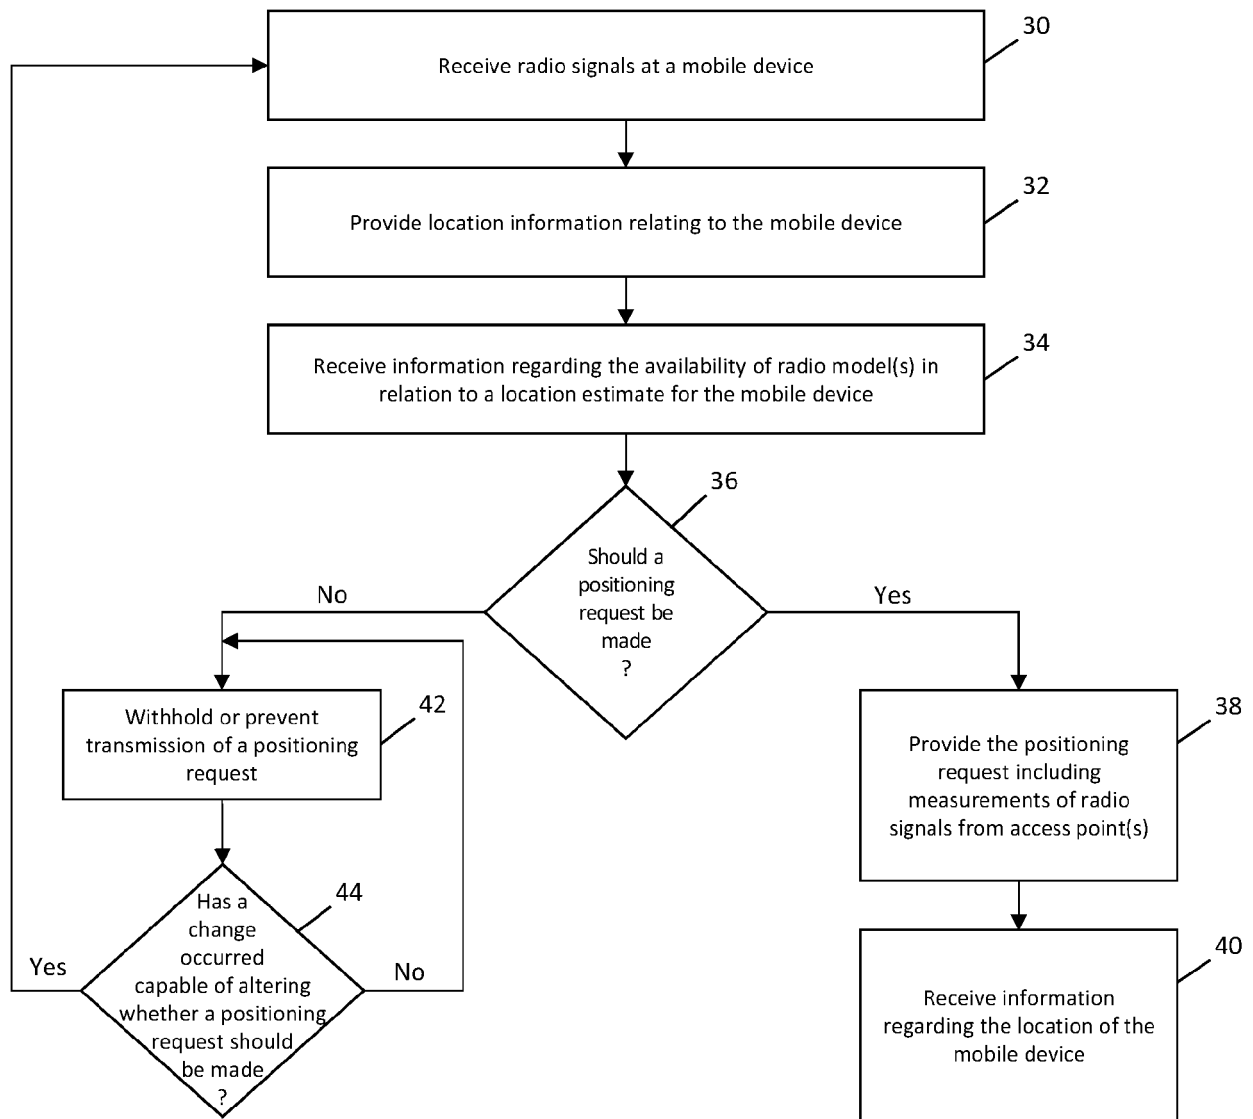 30
Receive radio signals at a mobile device
32
Provide location information relating to the mobile device
34
Receive information regarding the availability of radio model(s) in
relation to a location estimate for the mobile device
36
Should a
positioning
request be
made
?
No
Yes
42
Withhold or prevent
transmission of a positioning
request
38
Provide the positioning
request including
measurements of radio
signals from access point(s)
44
Has a
change
occurred
capable of altering
whether a positioning
request should
be made
?
Yes
No
40
Receive information
regarding the location of the
mobile device